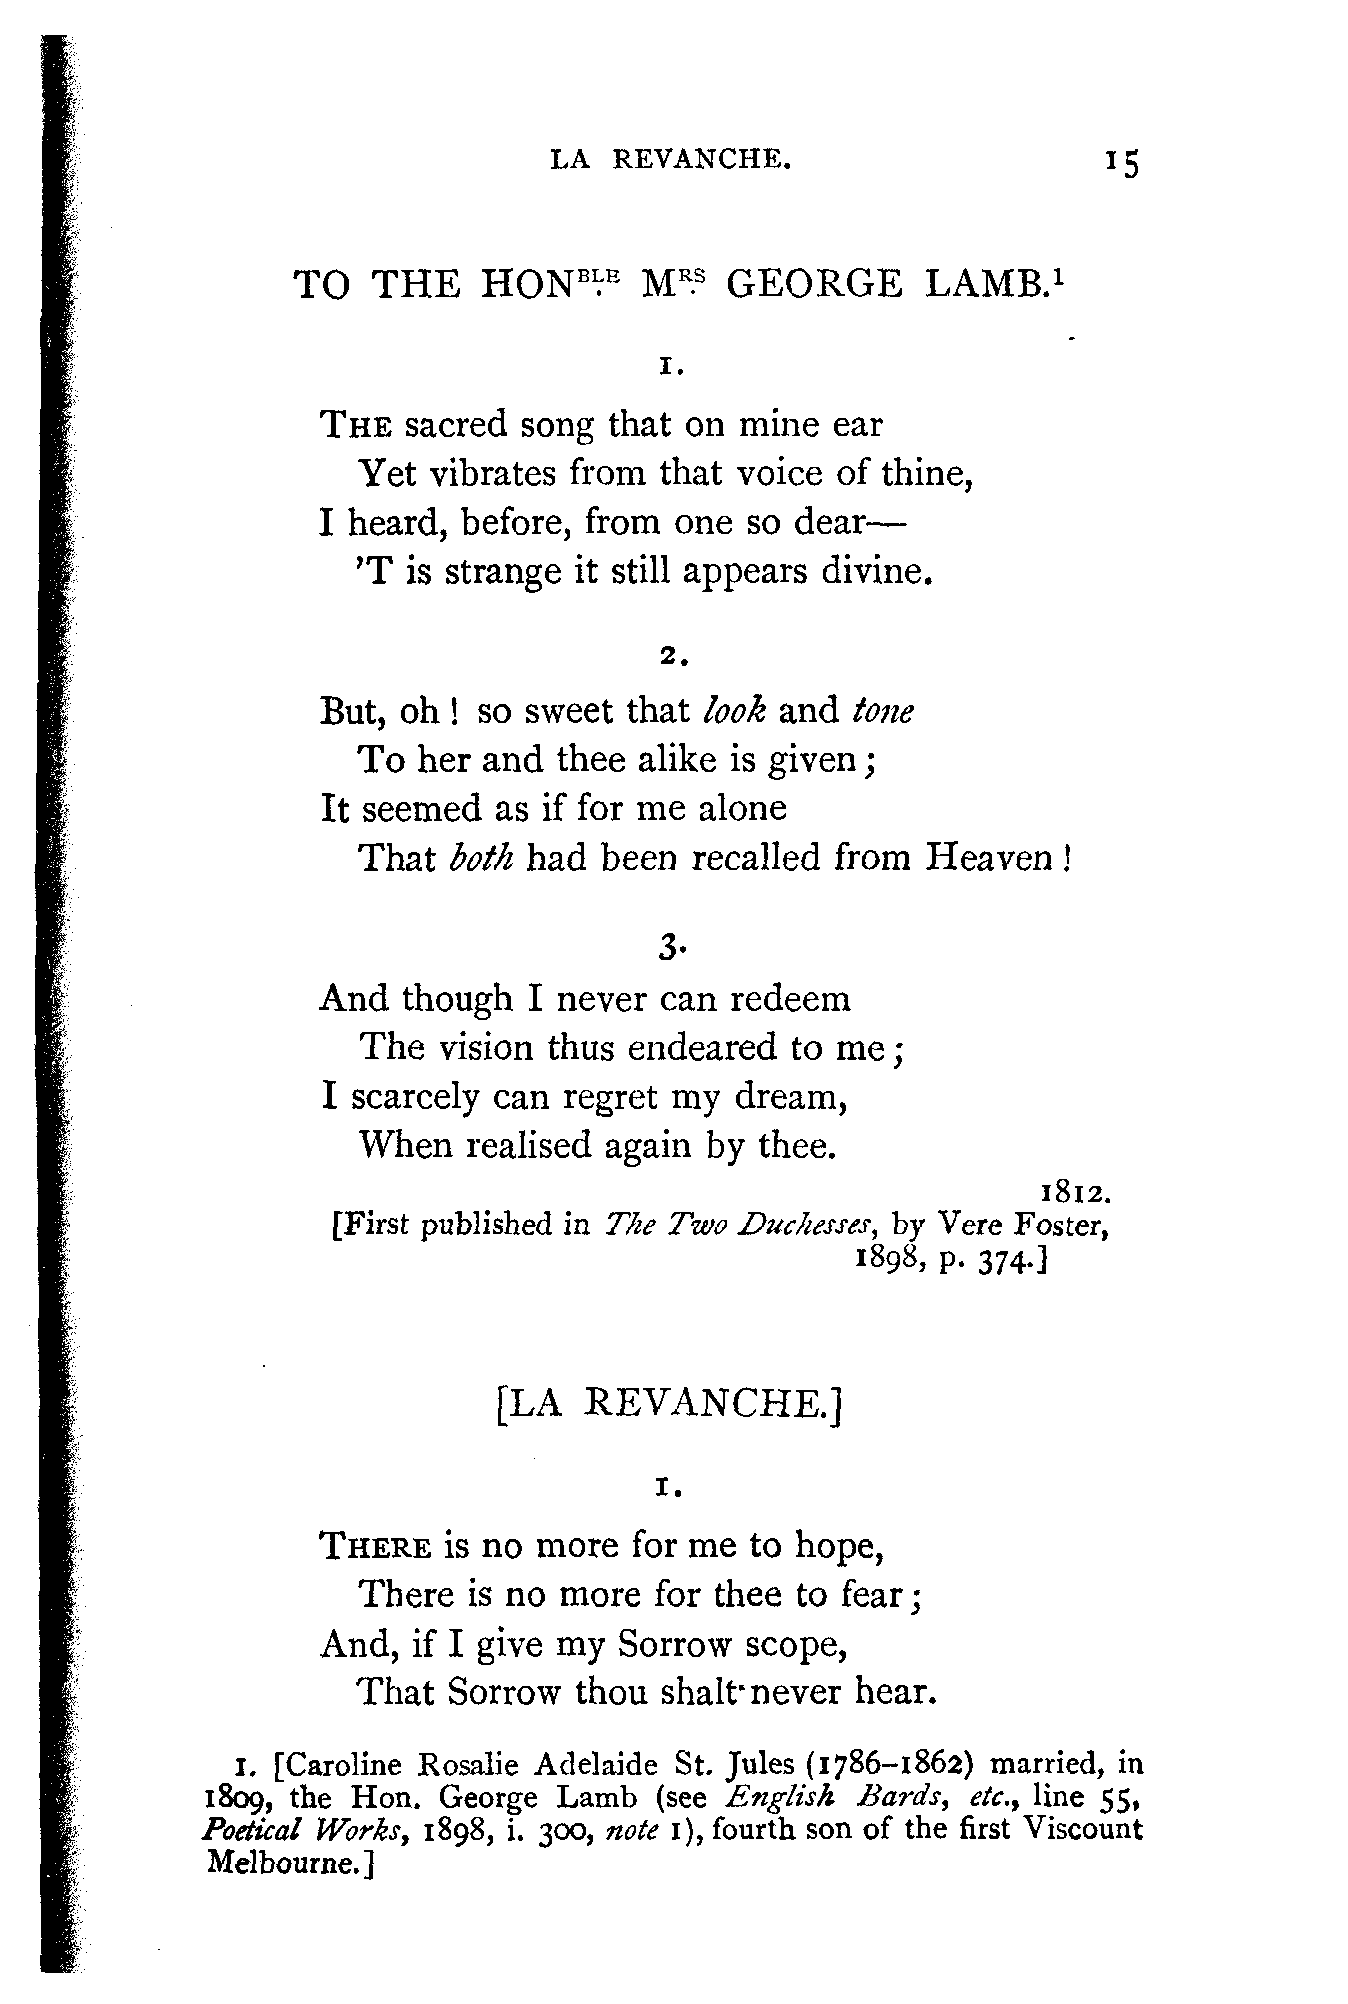 LA REVANCHE. 15
TO THE HONBLE. MRS. GEORGE LAMB.1
1.
THE sacred song that on mine ear
Yet vibrates from that voice of thine,
I heard, before, from one so dear—
'T is strange it still appears divine.
2.
But, oh! so sweet that look and tone
To her and thee alike is given;
It seemed as if for me alone
That both had been recalled from Heaven!
3.
And though I never can redeem
The vision thus endeared to me;
I scarcely can regret my dream,
When realised again by thee.
1812.
[First published in The Two Duchesses, by Vere Foster,
1898, p. 374.]
[LA REVANCHE.]
1.
THERE is no more for me to hope,
There is no more for thee to fear;
And, if I give my Sorrow scope,
That Sorrow thou shalt never hear.
1. [Caroline Rosalie Adelaide St. Jules (1786–1862) married, in
1809, the Hon. George Lamb (see English Bards, etc., line 55,
Poetical Works, 1898, i. 300, note 1), fourth son of the first Viscount
Melbourne.]